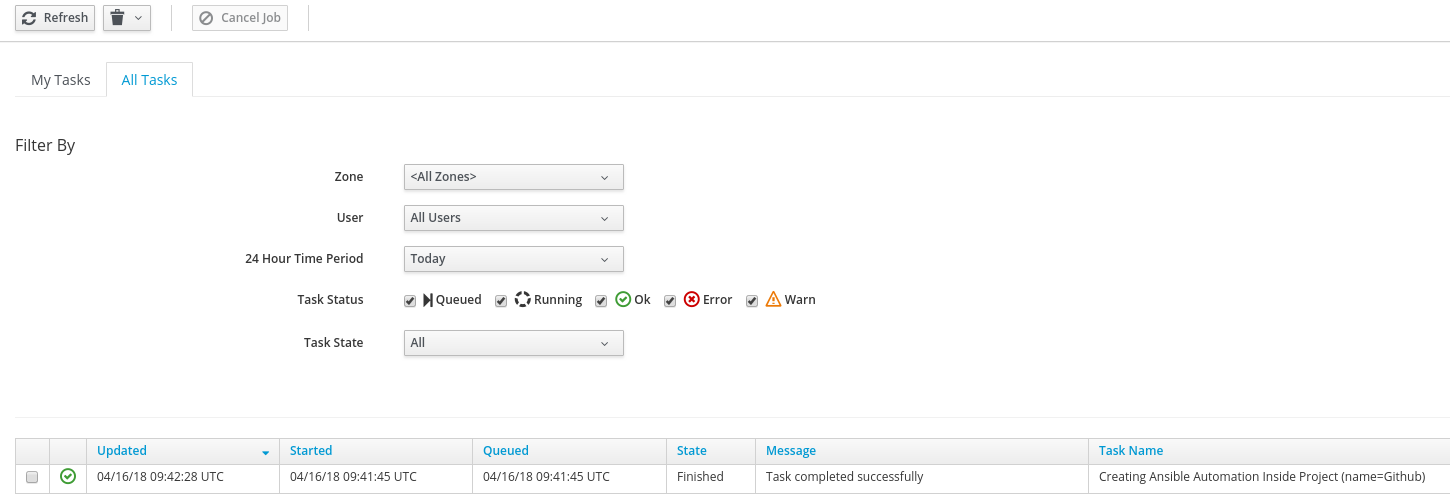 Refresh Cancel Job
My Tasks All Tasks
Filter By
Zone <All Zones>
User All Users
24 Hour Time Period Today
Task Status Queued Running Ok Error Warn
Task State All
Updated Started Queued State Message Task Name
04/16/18 09:42:28 UTC 04/16/18 09:41:45 UTC 04/16/18 09:41:45 UTC Finished Task completed successfully Creating Ansible Automation Inside Project (name=Github)